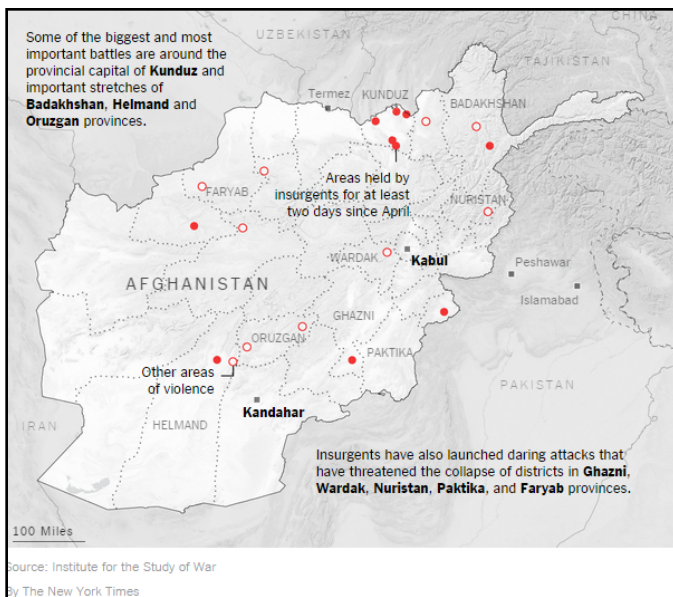 Some of the biggest and most
important battles are around the
provincial capital of Kunduz and
important stretches of
Badakhshan, Helmand and
Oruzgan provinces.
UZBEKISTAN
CHINA
TAJIKISTAN
Termez
KUNDUZ
BADAKHSHAN
Areas held by
insurgents for at least
two days since April
FARYAB
NURISTAN
WARDAK
Kabul
Peshawar
Islamabad
AFGHANISTAN
GHAZNI
ORUZGAN
PAKTIKA
Other areas
of violence
PAKISTAN
Kandahar
IRAN
HELMAND
Insurgents have also launched daring attacks that
have threatened the collapse of districts in Ghazni,
Wardak, Nuristan, Paktika, and Faryab provinces.
100 Miles
Source: Institute for the Study of War
By The New York Times